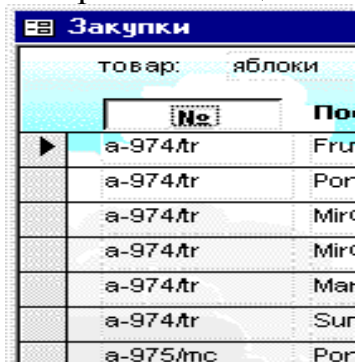 Закупки
товар: яблоки
№
a-974/tr Fru
a-974/tr Por
a-974/tr Mir
a-974/tr Mir
a-974/tr Mar
a-974/tr Sur
a-975/mc Por